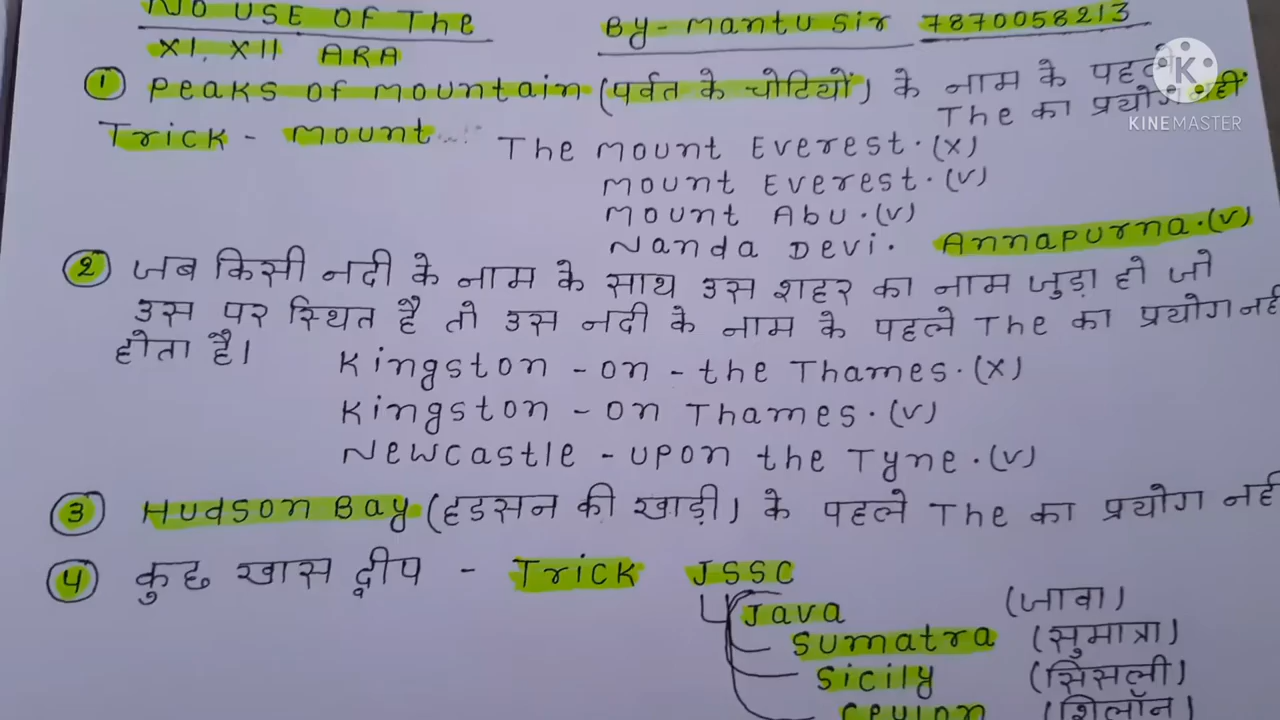 NO USE OF The By- Mantu Sir 7870058213
XI, XII ARA
① Peaks of mountain (पर्वत के चोटियों) के नाम के पहले
The का प्रयोग नहीं
KINEMASTER
Trick - Mount.... The Mount Everest. (X)
Mount Everest. (V)
Mount Abu. (V)
Nanda Devi. Annapurna. (V)
② जब किसी नदी के नाम के साथ उस शहर का नाम जुड़ा हो जो
उस पर स्थित है तो उस नदी के नाम के पहले The का प्रयोग नहीं
होता है।
Kingston - on - the Thames. (X)
Kingston - on Thames. (V)
Newcastle - upon the Tyne. (V)
③ Hudson Bay (हडसन की खाड़ी) के पहले The का प्रयोग नहीं
④ कुछ खास द्वीप - Trick JSSC
Java (जावा)
Sumatra (सुमात्रा)
Sicily (सिसली)
Ceylon (शिलॉन)